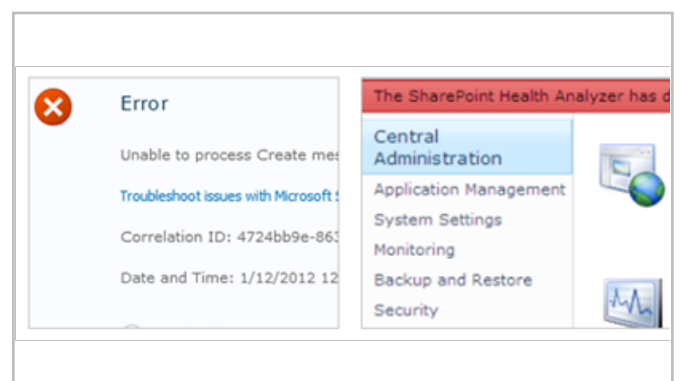 Error
Unable to process Create
Troubleshoot issues with Microsoft
Correlation ID: 4724bb9e-863
Date and Time: 1/12/2012 12
The SharePoint Health Analyzer has
Central
Administration
Application Management
System Settings
Monitoring
Backup and Restore
Security